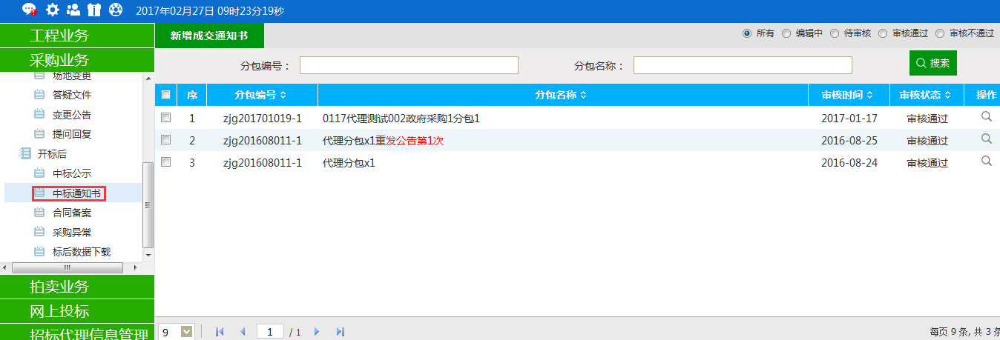 2017年02月27日 09时23分19秒
工程业务
采购业务
场地变更
答疑文件
变更公告
提问回复
开标后
中标公示
中标通知书
合同备案
采购异常
标后数据下载
拍卖业务
网上投标
招标代理信息管理
新增成交通知书
所有 编辑中 待审核 审核通过 审核不通过
分包编号： 分包名称： 搜索
序 分包编号 分包名称 审核时间 审核状态 操作
1 zjg201701019-1 0117代理测试002政府采购1分包1 2017-01-17 审核通过
2 zjg201608011-1 代理分包x1重发公告第1次 2016-08-25 审核通过
3 zjg201608011-1 代理分包x1 2016-08-24 审核通过
9 1 / 1 每页 9 条, 共 3 条